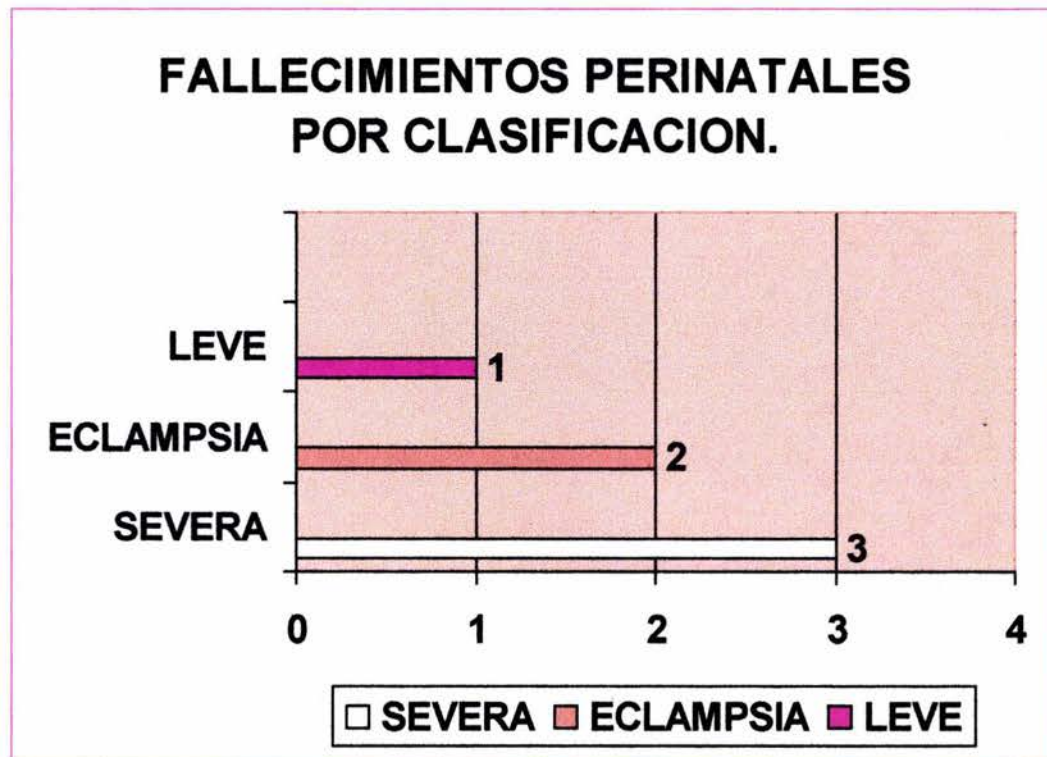 FALLECIMIENTOS PERINATALES
POR CLASIFICACION.
LEVE
1
ECLAMPSIA
2
SEVERA
3
0 1 2 3 4
SEVERA ECLAMPSIA LEVE